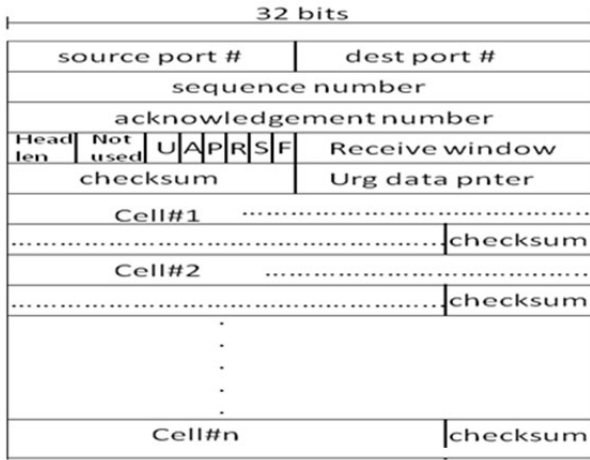 32 bits
source port # dest port #
sequence number
acknowledgement number
Head len Not used U A P R S F Receive window
checksum Urg data pnter
Cell#1
checksum
Cell#2
checksum
Cell#n checksum